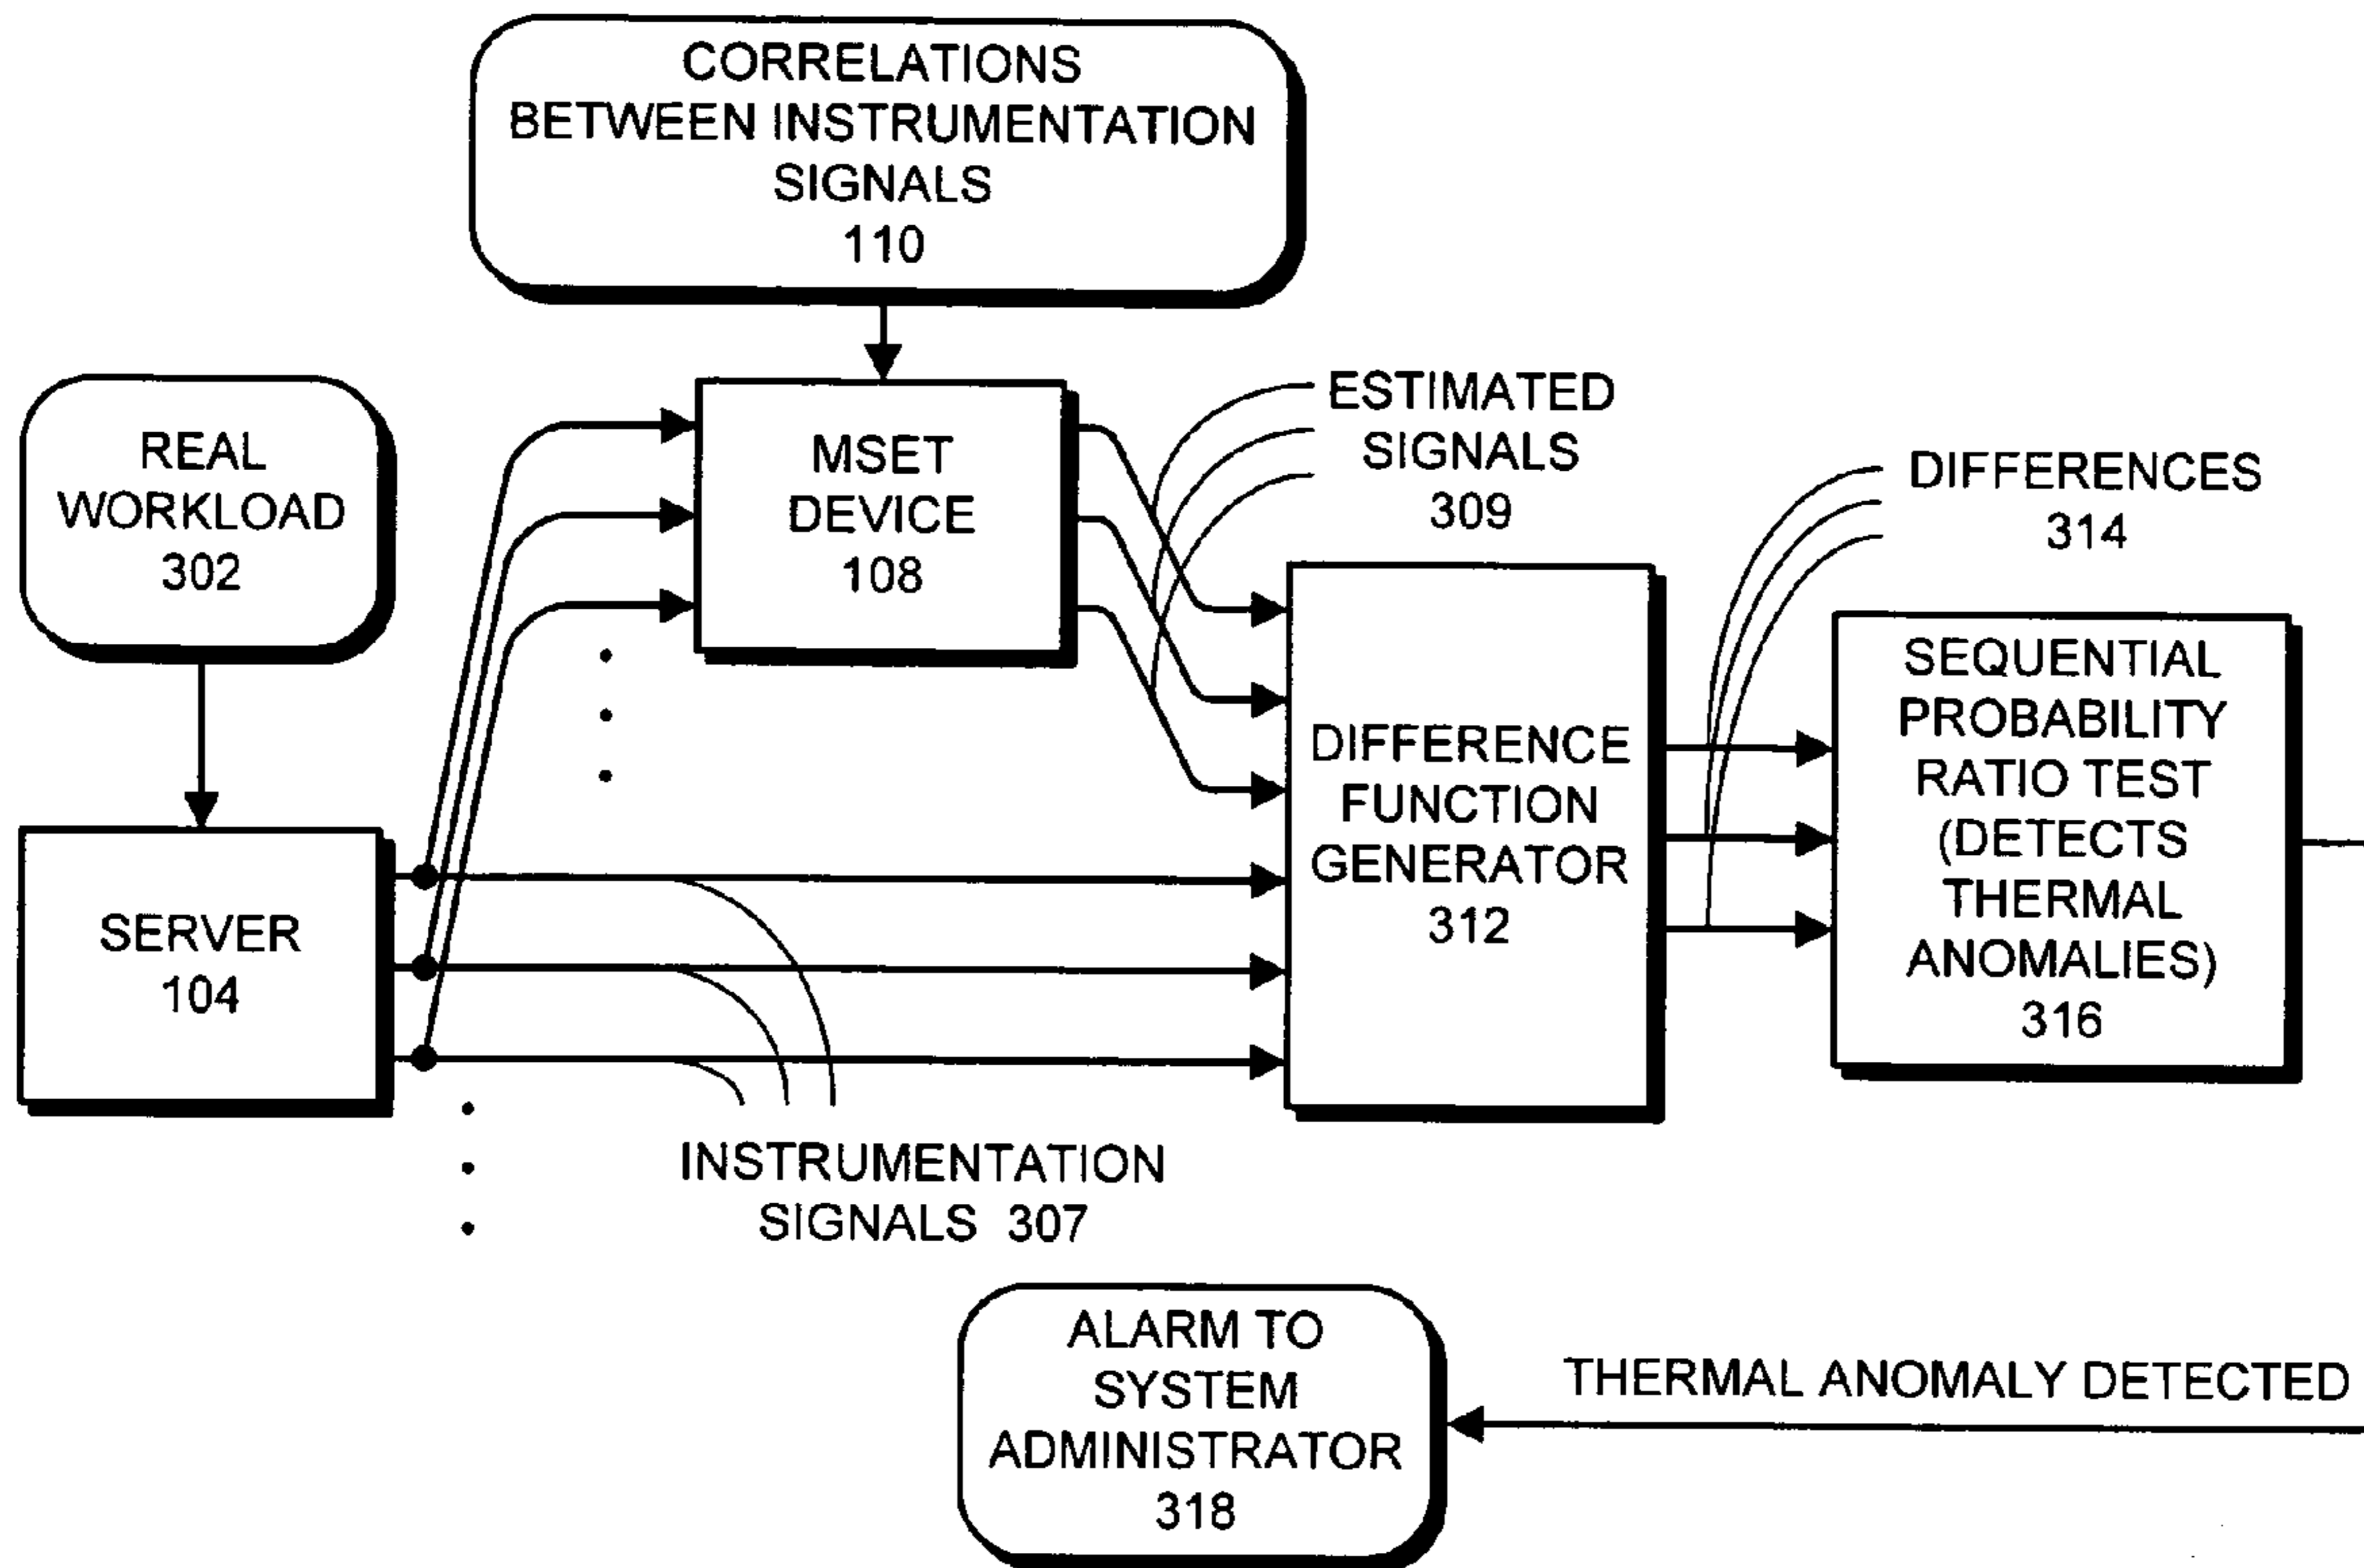 CORRELATIONS
BETWEEN INSTRUMENTATION
SIGNALS
110
REAL
WORKLOAD
302
MSET
DEVICE
108
ESTIMATED
SIGNALS
309
DIFFERENCES
314
SERVER
104
DIFFERENCE
FUNCTION
GENERATOR
312
SEQUENTIAL
PROBABILITY
RATIO TEST
(DETECTS
THERMAL
ANOMALIES)
316
INSTRUMENTATION
SIGNALS 307
ALARM TO
SYSTEM
ADMINISTRATOR
318
THERMAL ANOMALY DETECTED